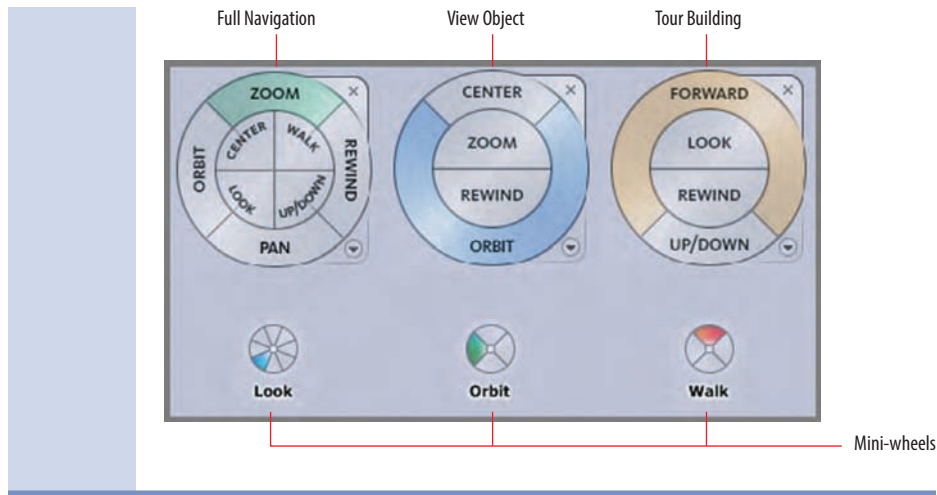 Full Navigation
View Object
Tour Building
ZOOM
CENTER
WALK
ORBIT
REWIND
LOOK
UP/DOWN
PAN
CENTER
ZOOM
REWIND
ORBIT
FORWARD
LOOK
REWIND
UP/DOWN
Look
Orbit
Walk
Mini-wheels